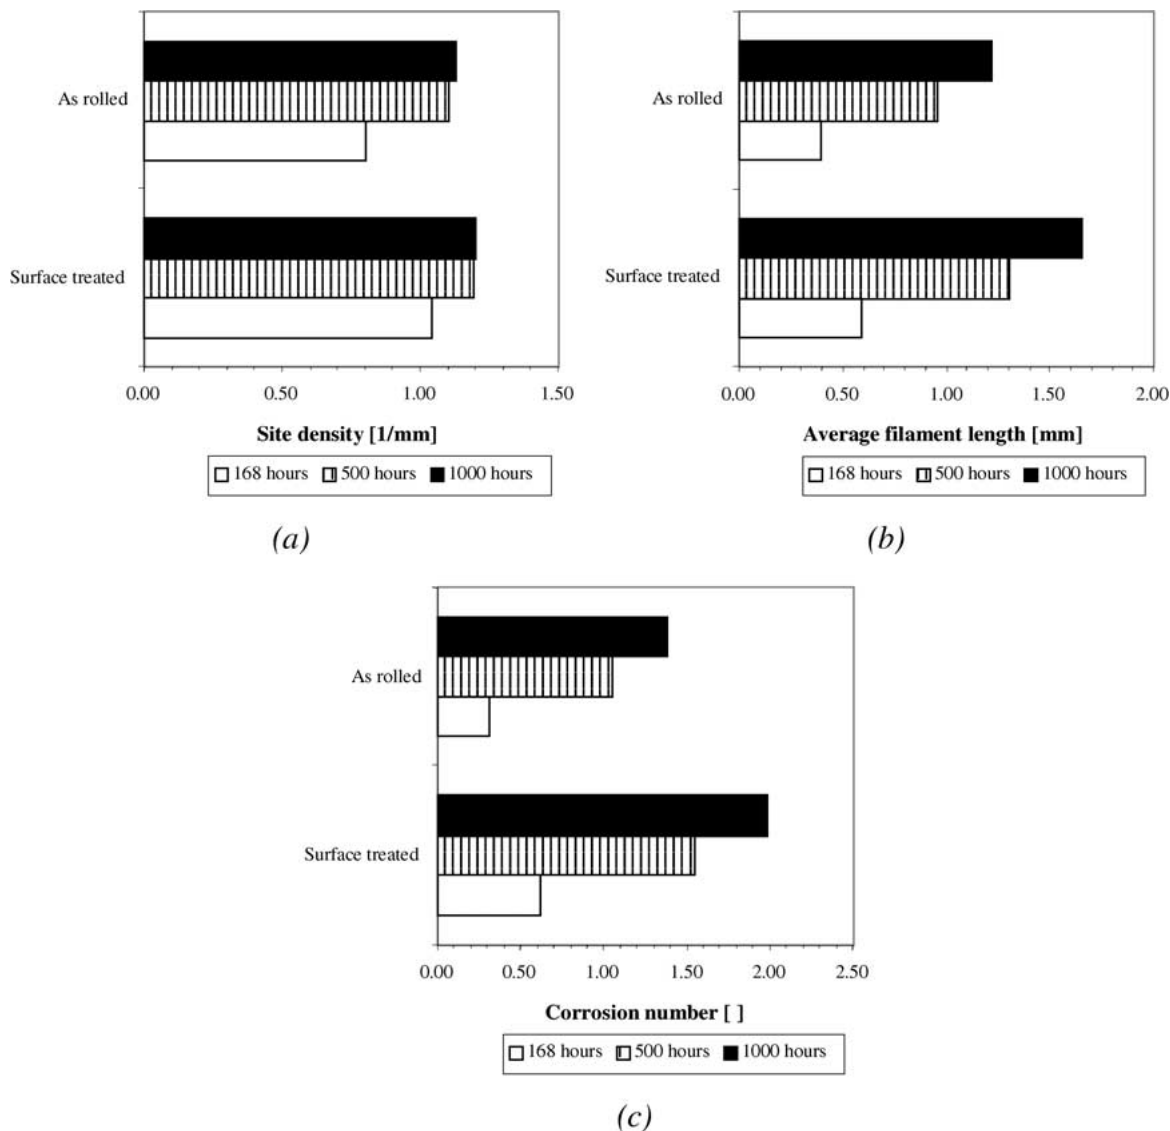 As rolled
Surface treated
0.00 0.50 1.00 1.50
Site density [1/mm]
168 hours 500 hours 1000 hours
(a)
As rolled
Surface treated
0.00 0.50 1.00 1.50 2.00
Average filament length [mm]
168 hours 500 hours 1000 hours
(b)
As rolled
Surface treated
0.00 0.50 1.00 1.50 2.00 2.50
Corrosion number [ ]
168 hours 500 hours 1000 hours
(c)